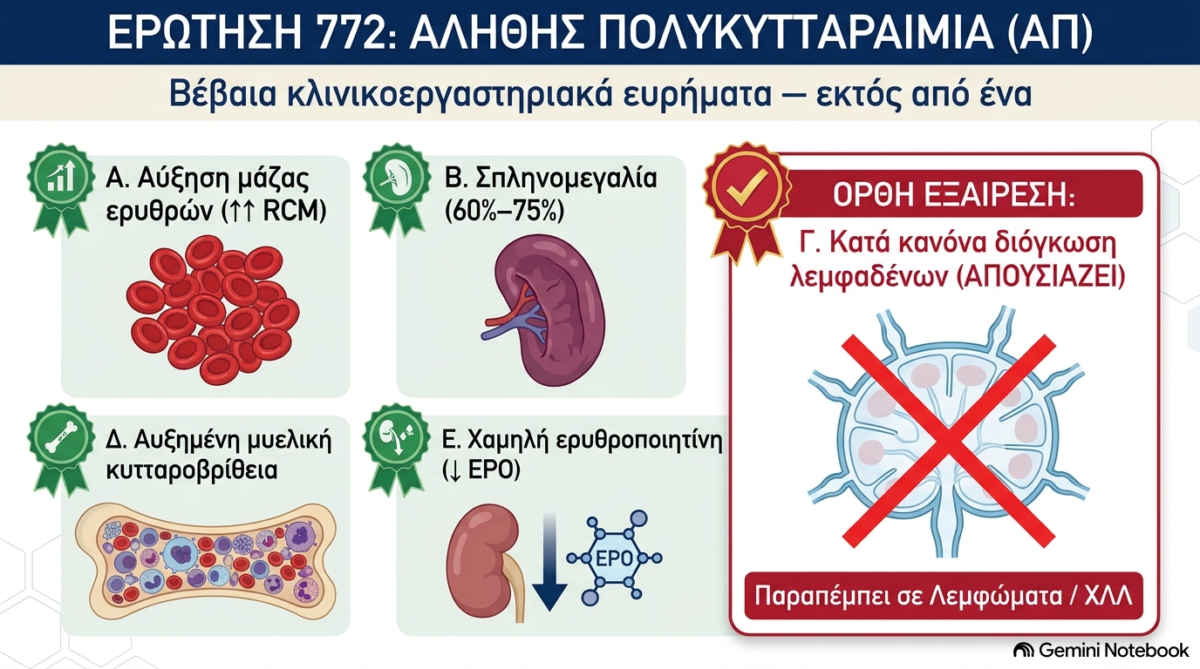 ΕΡΩΤΗΣΗ 772: ΑΛΗΘΗΣ ΠΟΛΥΚΥΤΤΑΡΑΙΜΙΑ (ΑΠ)
Βέβαια κλινικοεργαστηριακά ευρήματα – εκτός από ένα
Α. Αύξηση μάζας
ερυθρών (↑↑ RCM)
Β. Σπληνομεγαλία
(60%–75%)
ΟΡΘΗ ΕΞΑΙΡΕΣΗ:
Γ. Κατά κανόνα διόγκωση
λεμφαδένων (ΑΠΟΥΣΙΑΖΕΙ)
Δ. Αυξημένη μυελική
κυτταροβρίθεια
Ε. Χαμηλή ερυθροποιητίνη
(↓ EPO)
EPO
Παραπέμπει σε Λεμφώματα / ΧΛΛ
Gemini Notebook